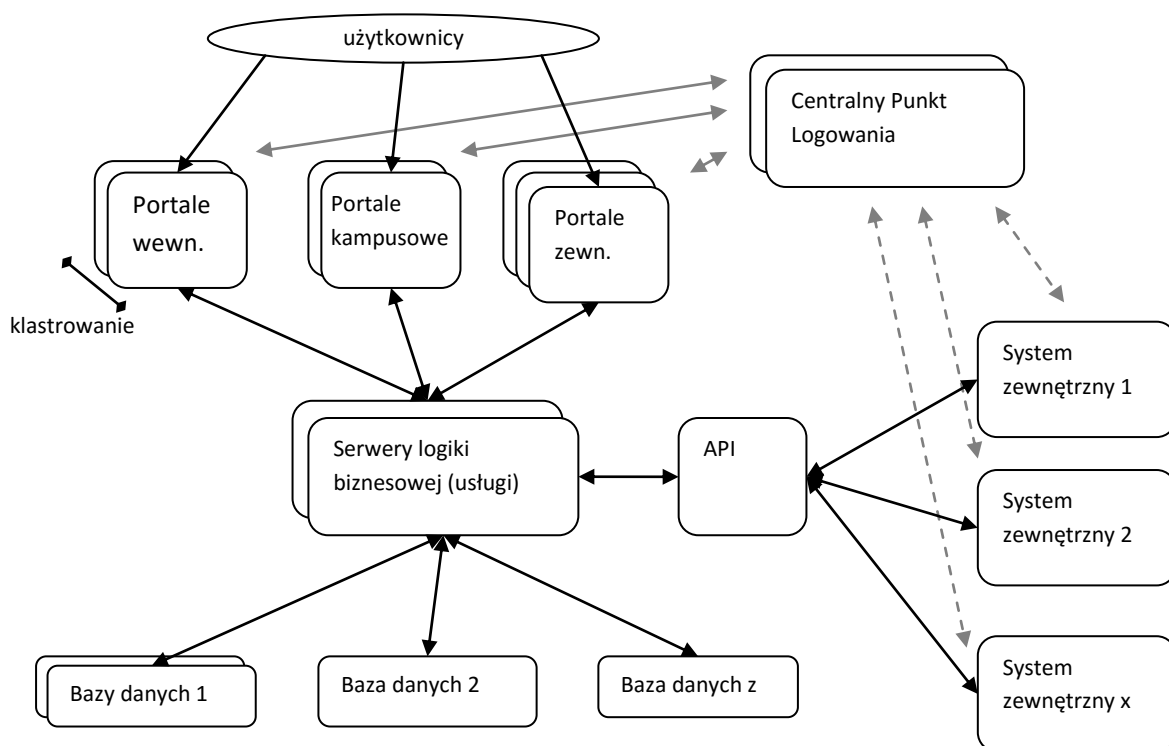 użytkownicy
Centralny Punkt
Logowania
Portale
wewn.
Portale
kampusowe
Portale
zewn.
klastrowanie
System
zewnętrzny 1
Serwery logiki
biznesowej (usługi)
API
System
zewnętrzny 2
Bazy danych 1
Baza danych 2
Baza danych z
System
zewnętrzny x